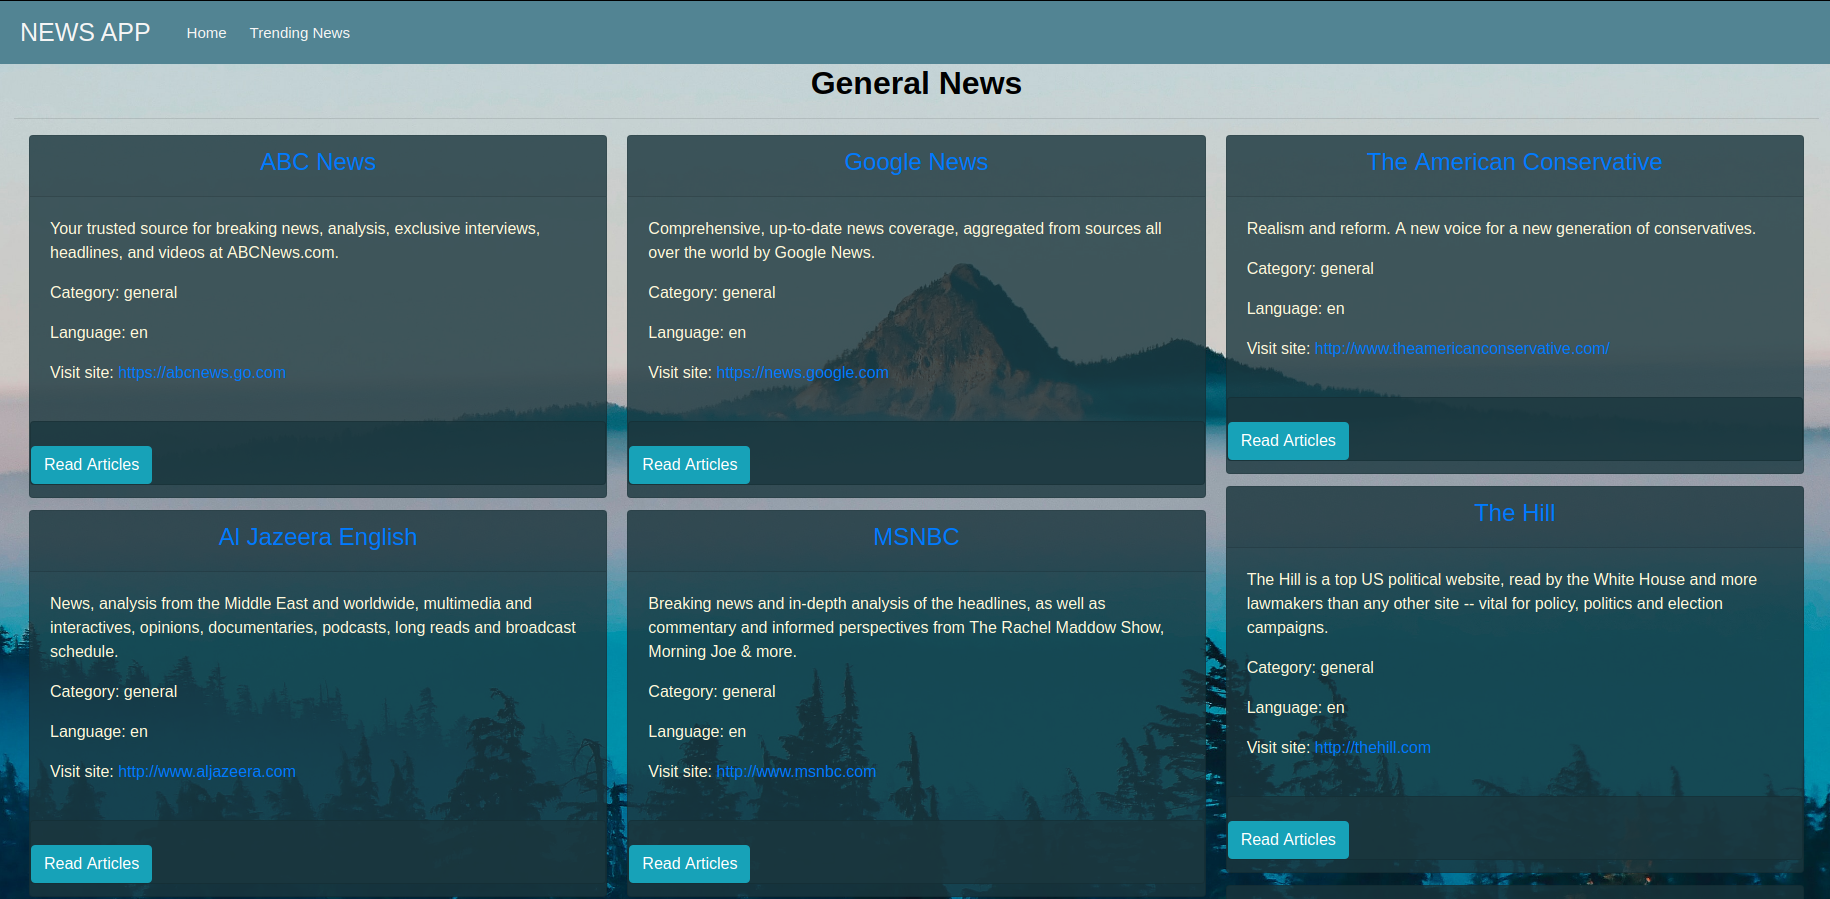 NEWS APP
Home
Trending News
General News
ABC News
Your trusted source for breaking news, analysis, exclusive interviews,
headlines, and videos at ABCNews.com.
Category: general
Language: en
Visit site: https://abcnews.go.com
Read Articles
Google News
Comprehensive, up-to-date news coverage, aggregated from sources all
over the world by Google News.
Category: general
Language: en
Visit site: https://news.google.com
Read Articles
The American Conservative
Realism and reform. A new voice for a new generation of conservatives.
Category: general
Language: en
Visit site: http://www.theamericanconservative.com/
Read Articles
Al Jazeera English
News, analysis from the Middle East and worldwide, multimedia and
interactives, opinions, documentaries, podcasts, long reads and broadcast
schedule.
Category: general
Language: en
Visit site: http://www.aljazeera.com
Read Articles
MSNBC
Breaking news and in-depth analysis of the headlines, as well as
commentary and informed perspectives from The Rachel Maddow Show,
Morning Joe & more.
Category: general
Language: en
Visit site: http://www.msnbc.com
Read Articles
The Hill
The Hill is a top US political website, read by the White House and more
lawmakers than any other site -- vital for policy, politics and election
campaigns.
Category: general
Language: en
Visit site: http://thehill.com
Read Articles